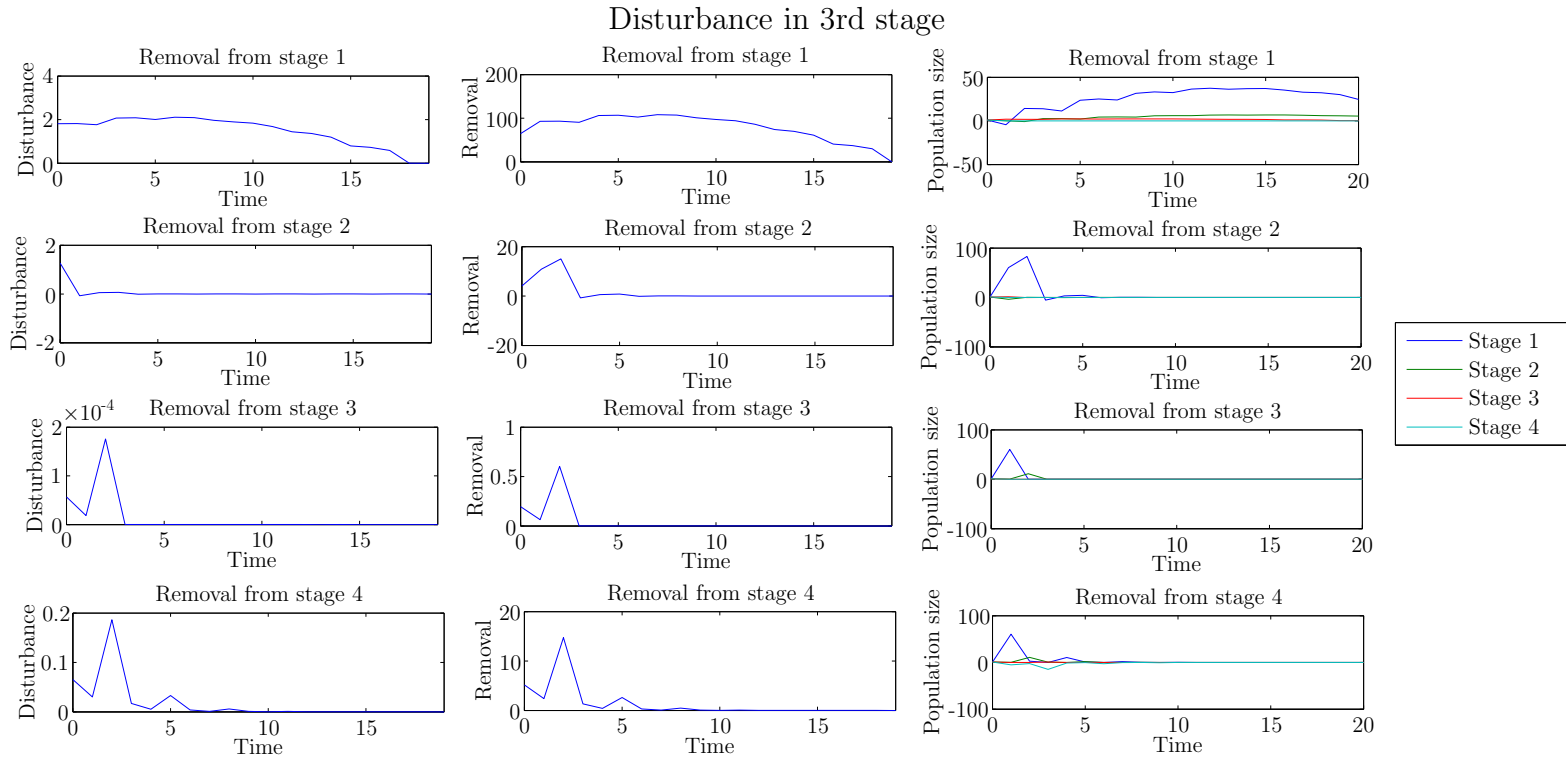 Disturbance in 3rd stage
Removal from stage 1
Disturbance
4
2
0
0 5 10 15
Time
Removal from stage 1
Removal
200
100
0
0 5 10 15
Time
Removal from stage 1
Population size
50
0
-50
0 5 10 15 20
Time
Removal from stage 2
Disturbance
2
0
-2
0 5 10 15
Time
Removal from stage 2
Removal
20
0
-20
0 5 10 15
Time
Removal from stage 2
Population size
100
0
-100
0 5 10 15 20
Time
Removal from stage 3
Disturbance
×10⁻⁴
2
1
0
0 5 10 15
Time
Removal from stage 3
Removal
1
0.5
0
0 5 10 15
Time
Removal from stage 3
Population size
100
0
-100
0 5 10 15 20
Time
Removal from stage 4
Disturbance
0.2
0.1
0
0 5 10 15
Time
Removal from stage 4
Removal
20
10
0
0 5 10 15
Time
Removal from stage 4
Population size
100
0
-100
0 5 10 15 20
Time
Stage 1
Stage 2
Stage 3
Stage 4